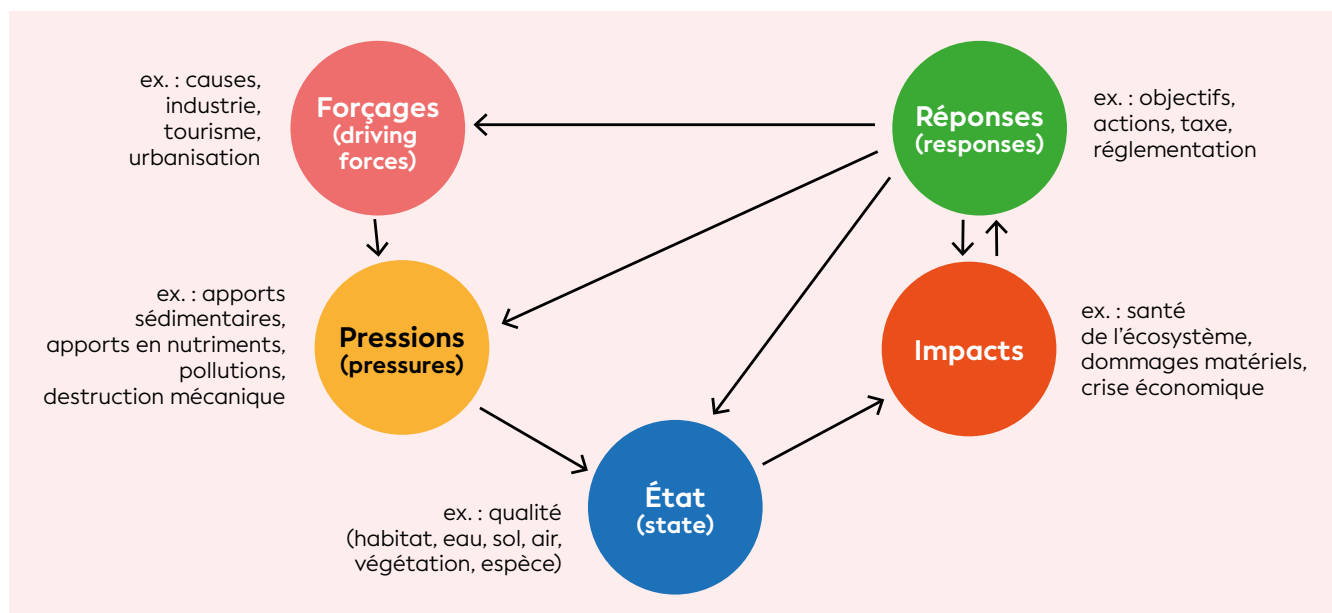 ex. : causes,
industrie,
tourisme,
urbanisation
Forçages
(driving
forces)
Réponses
(responses)
ex. : objectifs,
actions, taxe,
réglementation
ex. : apports
sédimentaires,
apports en nutriments,
pollutions,
destruction mécanique
Pressions
(pressures)
Impacts
ex. : santé
de l’écosystème,
dommages matériels,
crise économique
État
(state)
ex. : qualité
(habitat, eau, sol, air,
végétation, espèce)